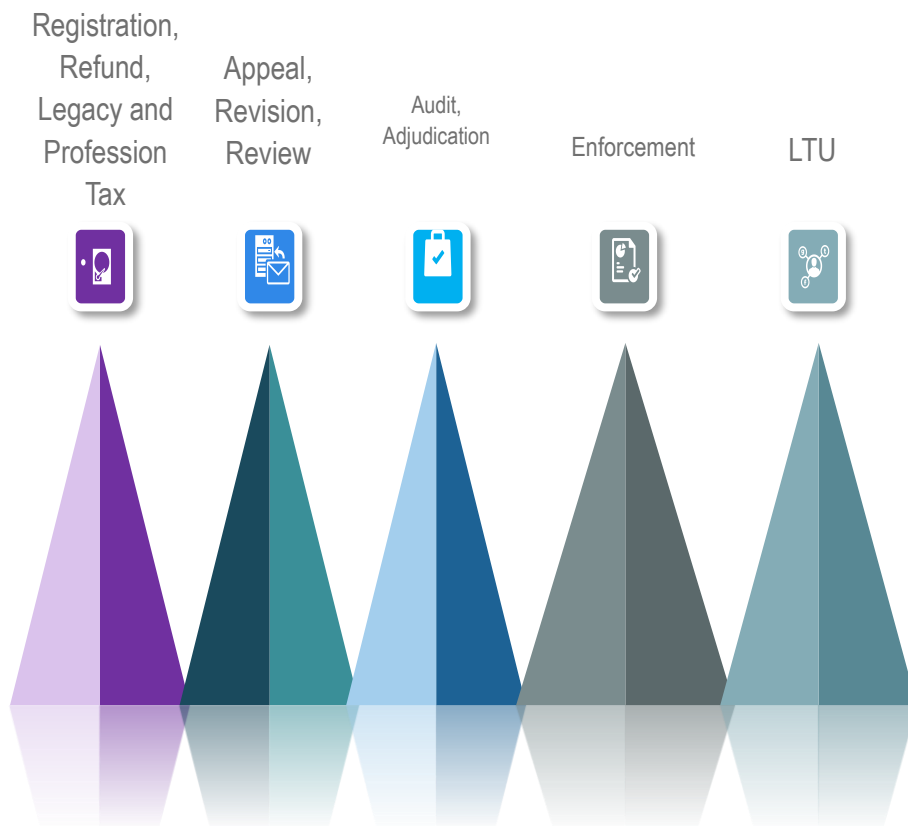 Registration,
Refund,
Legacy and
Profession
Tax
Appeal,
Revision,
Review
Audit,
Adjudication
Enforcement
LTU